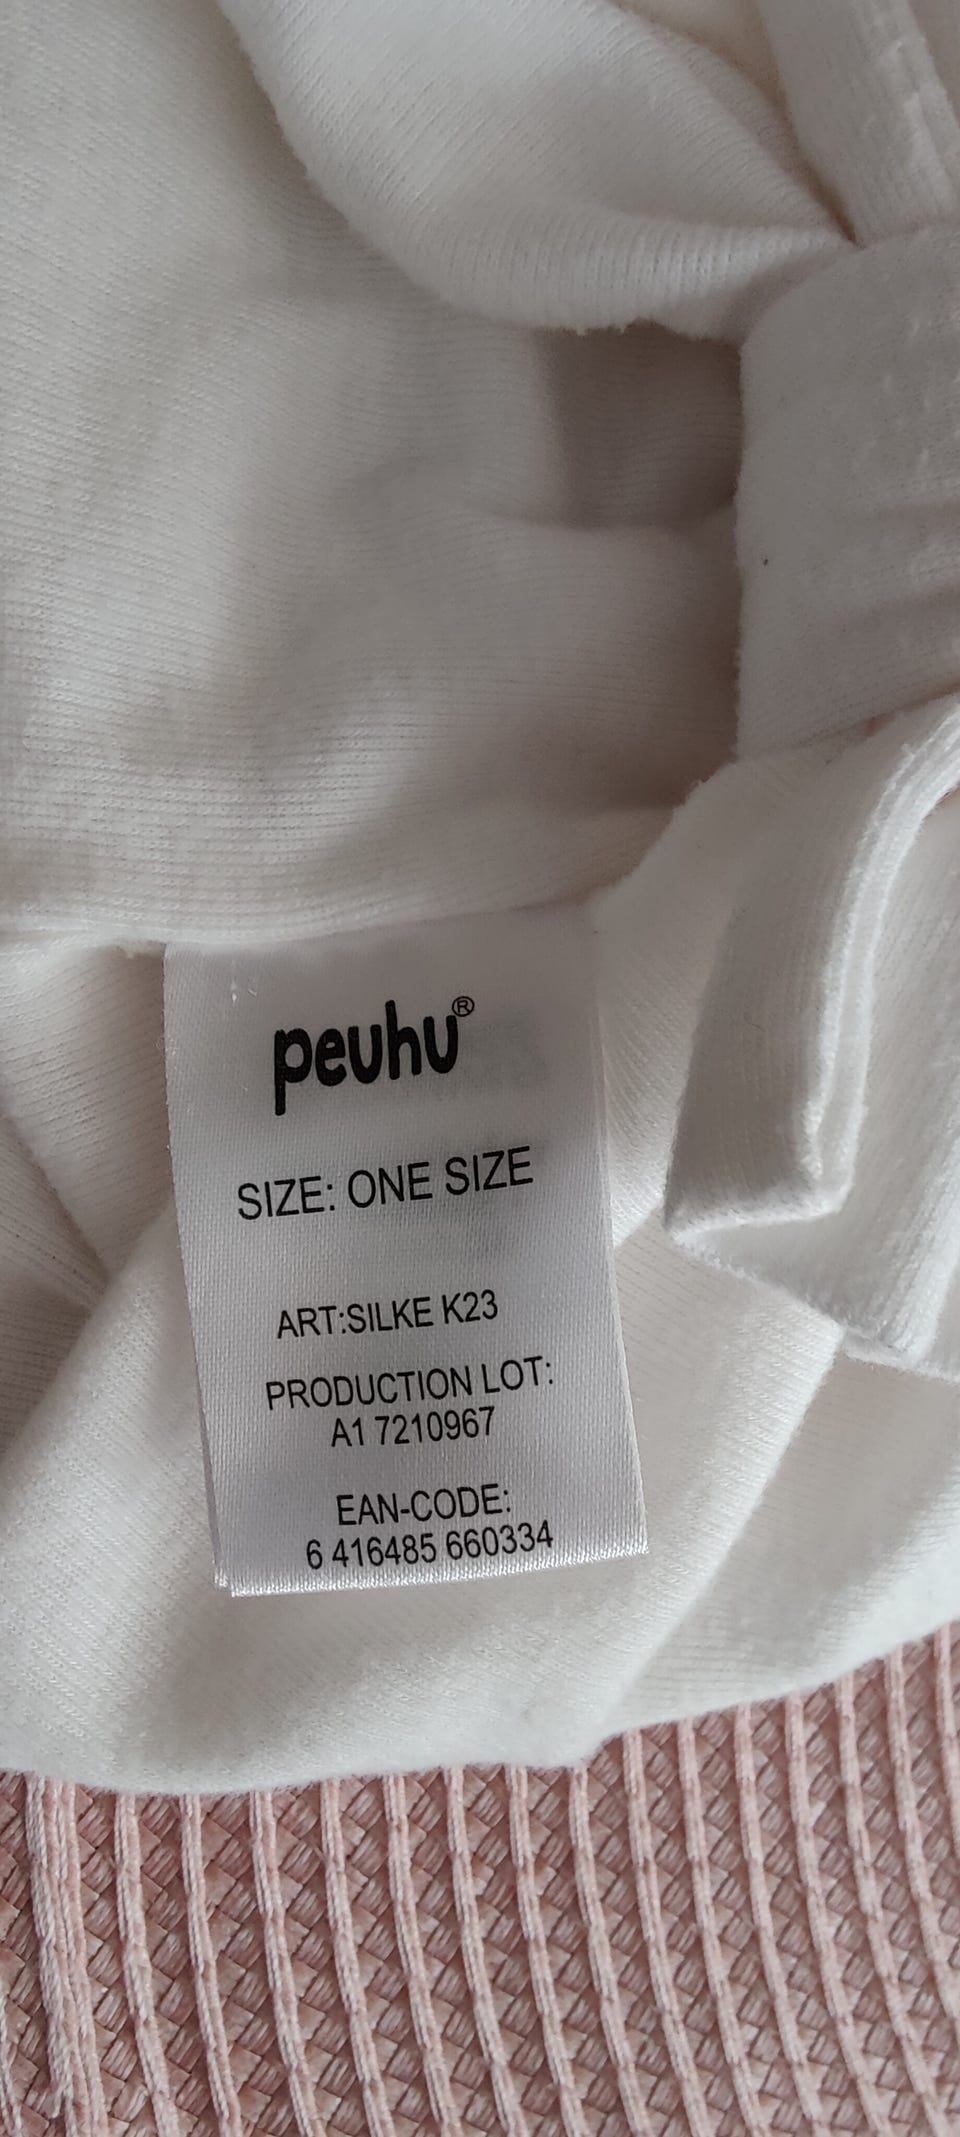 peuhu®
SIZE: ONE SIZE
ART:SILKE K23
PRODUCTION LOT:
A1 7210967
EAN-CODE:
6 416485 660334